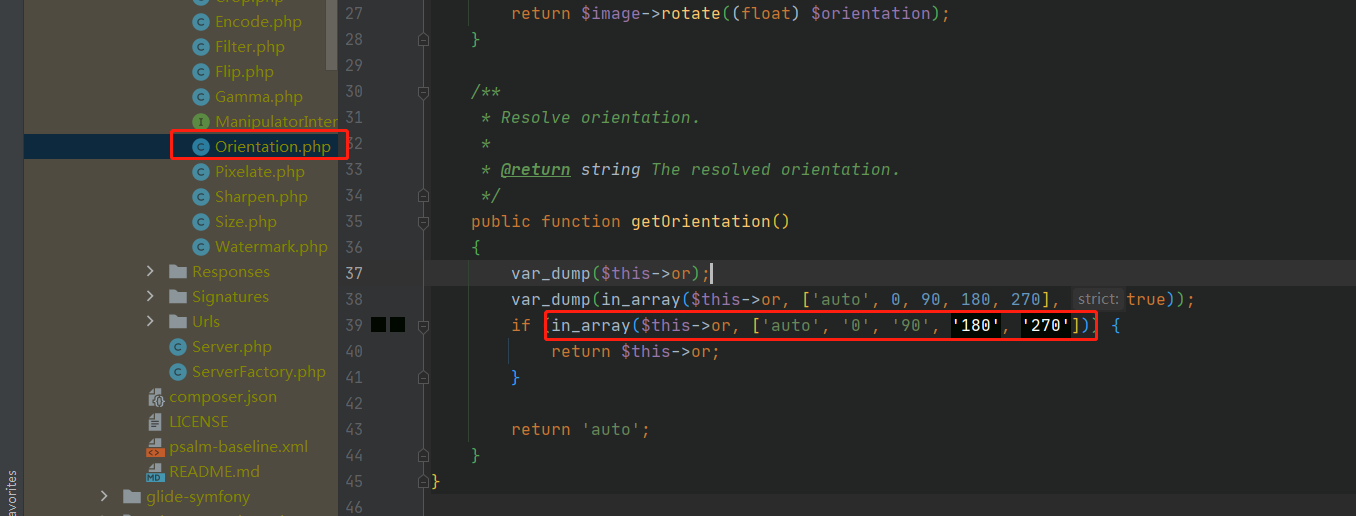 Encode.php
Filter.php
Flip.php
Gamma.php
ManipulatorInter
Orientation.php
Pixelate.php
Sharpen.php
Size.php
Watermark.php
Responses
Signatures
Urls
Server.php
ServerFactory.php
composer.json
LICENSE
psalm-baseline.xml
README.md
glide-symfony
avorites
27 return $image->rotate((float) $orientation);
28 }
29
30 /**
31 * Resolve orientation.
32 *
33 * @return string The resolved orientation.
34 */
35 public function getOrientation()
36 {
37 var_dump($this->or);
38 var_dump(in_array($this->or, ['auto', 0, 90, 180, 270], strict: true));
39 if (in_array($this->or, ['auto', '0', '90', '180', '270'])) {
40 return $this->or;
41 }
42
43 return 'auto';
44 }
45 }
46